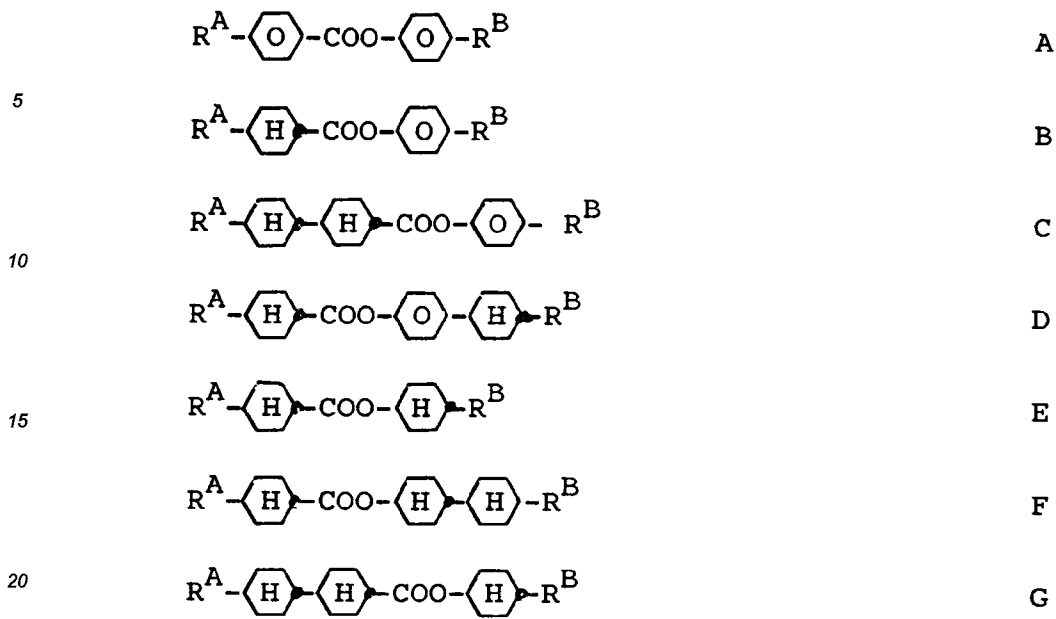 R^A-⟨O⟩-COO-⟨O⟩-R^B A
5
R^A-⟨H⟩-COO-⟨O⟩-R^B B
R^A-⟨H⟩-⟨H⟩-COO-⟨O⟩- R^B C
10
R^A-⟨H⟩-COO-⟨O⟩-⟨H⟩-R^B D
R^A-⟨H⟩-COO-⟨H⟩-R^B E
15
R^A-⟨H⟩-COO-⟨H⟩-⟨H⟩-R^B F
20 R^A-⟨H⟩-⟨H⟩-COO-⟨H⟩-R^B G